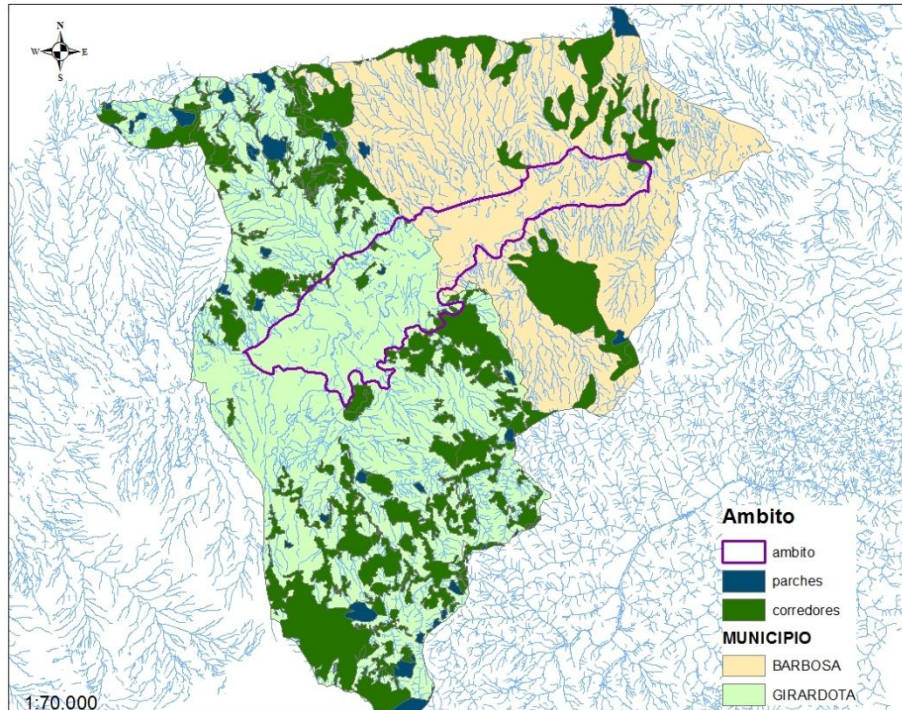 N
W E
S
Ambito
ambito
parches
corredores
MUNICIPIO
BARBOSA
GIRARDOTA
1:70.000